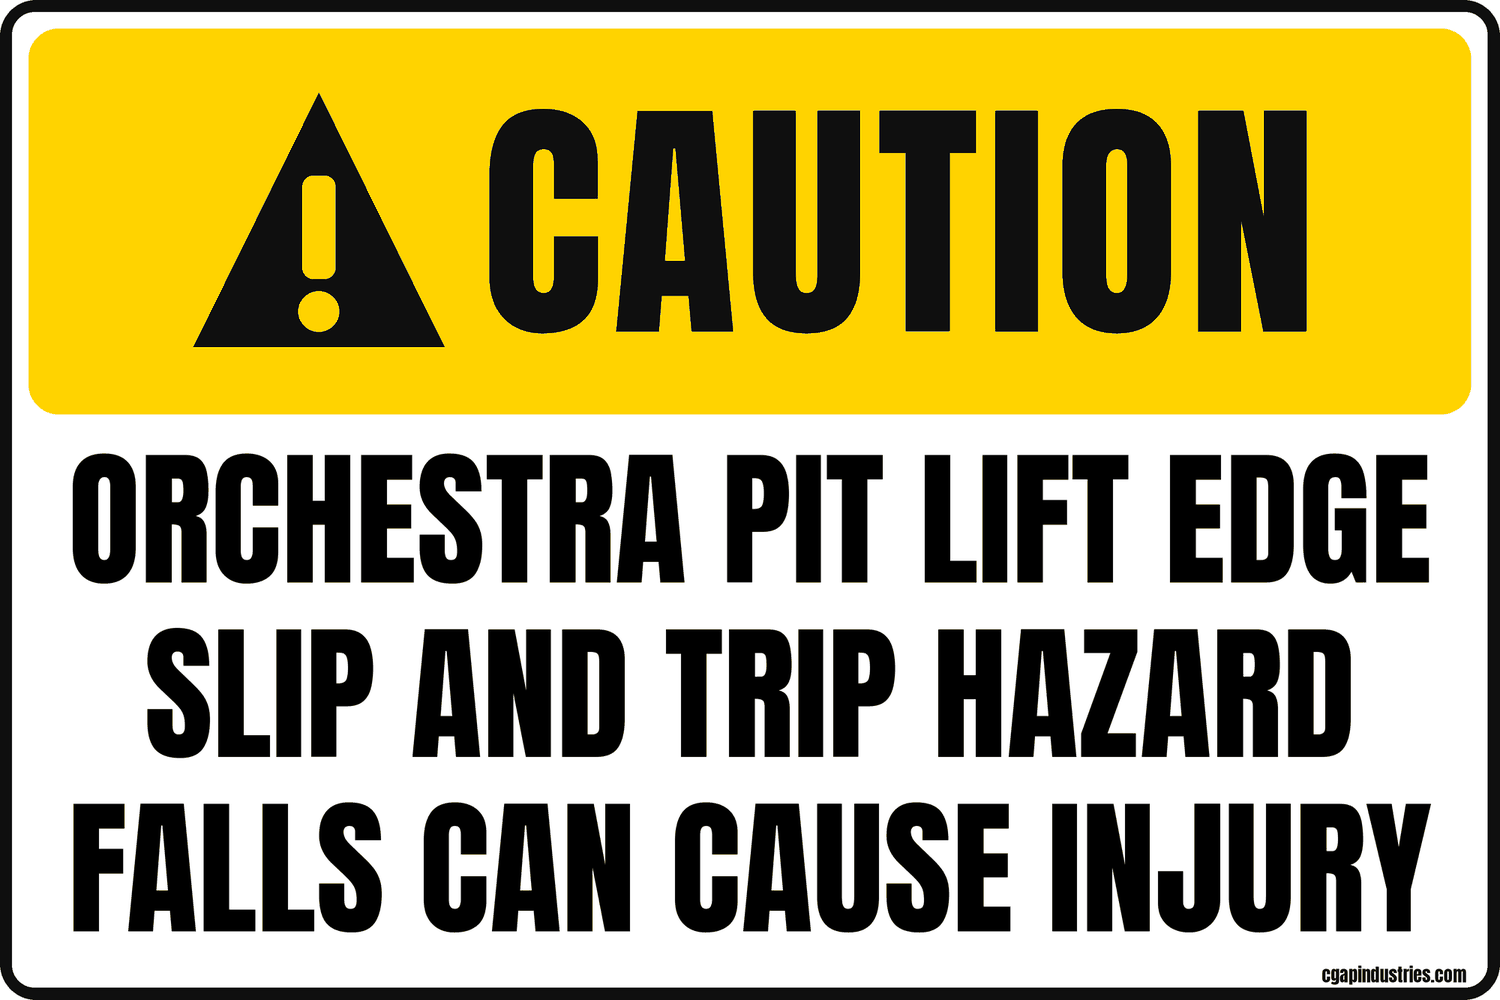 CAUTION
ORCHESTRA PIT LIFT EDGE
SLIP AND TRIP HAZARD
FALLS CAN CAUSE INJURY
cgapindustries.com